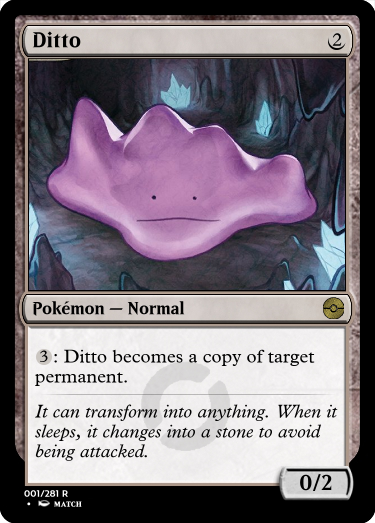 Ditto 2
Pokémon — Normal
3: Ditto becomes a copy of target
permanent.
It can transform into anything. When it
sleeps, it changes into a stone to avoid
being attacked.
0/2
001/281 R
• MATCH